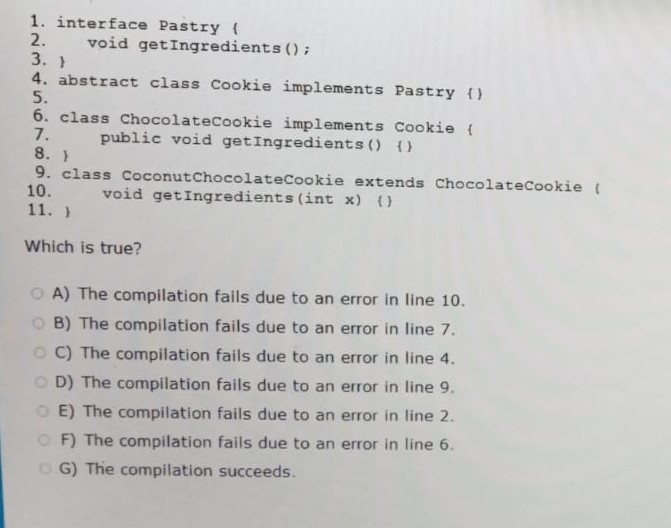 1. interface Pastry {
2. void getIngredients();
3. }
4. abstract class Cookie implements Pastry {}
5.
6. class ChocolateCookie implements Cookie {
7. public void getIngredients() {}
8. }
9. class CoconutChocolateCookie extends ChocolateCookie {
10. void getIngredients(int x) {}
11. }
Which is true?
A) The compilation fails due to an error in line 10.
B) The compilation fails due to an error in line 7.
C) The compilation fails due to an error in line 4.
D) The compilation fails due to an error in line 9.
E) The compilation fails due to an error in line 2.
F) The compilation fails due to an error in line 6.
G) The compilation succeeds.